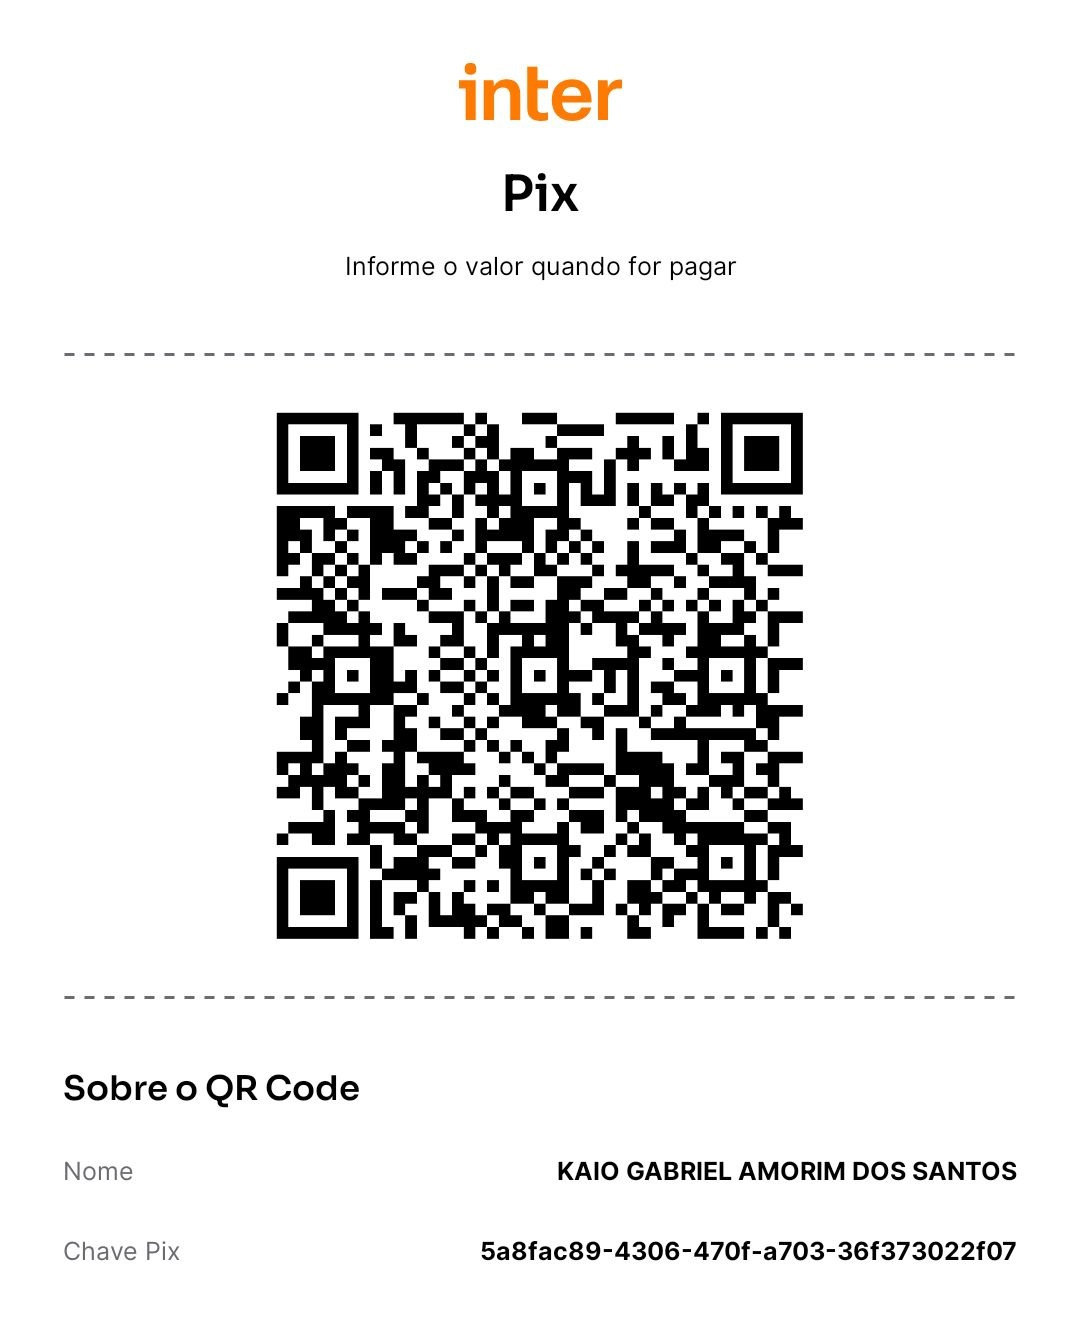 inter
Pix
Informe o valor quando for pagar
Sobre o QR Code
Nome KAIO GABRIEL AMORIM DOS SANTOS
Chave Pix 5a8fac89-4306-470f-a703-36f373022f07